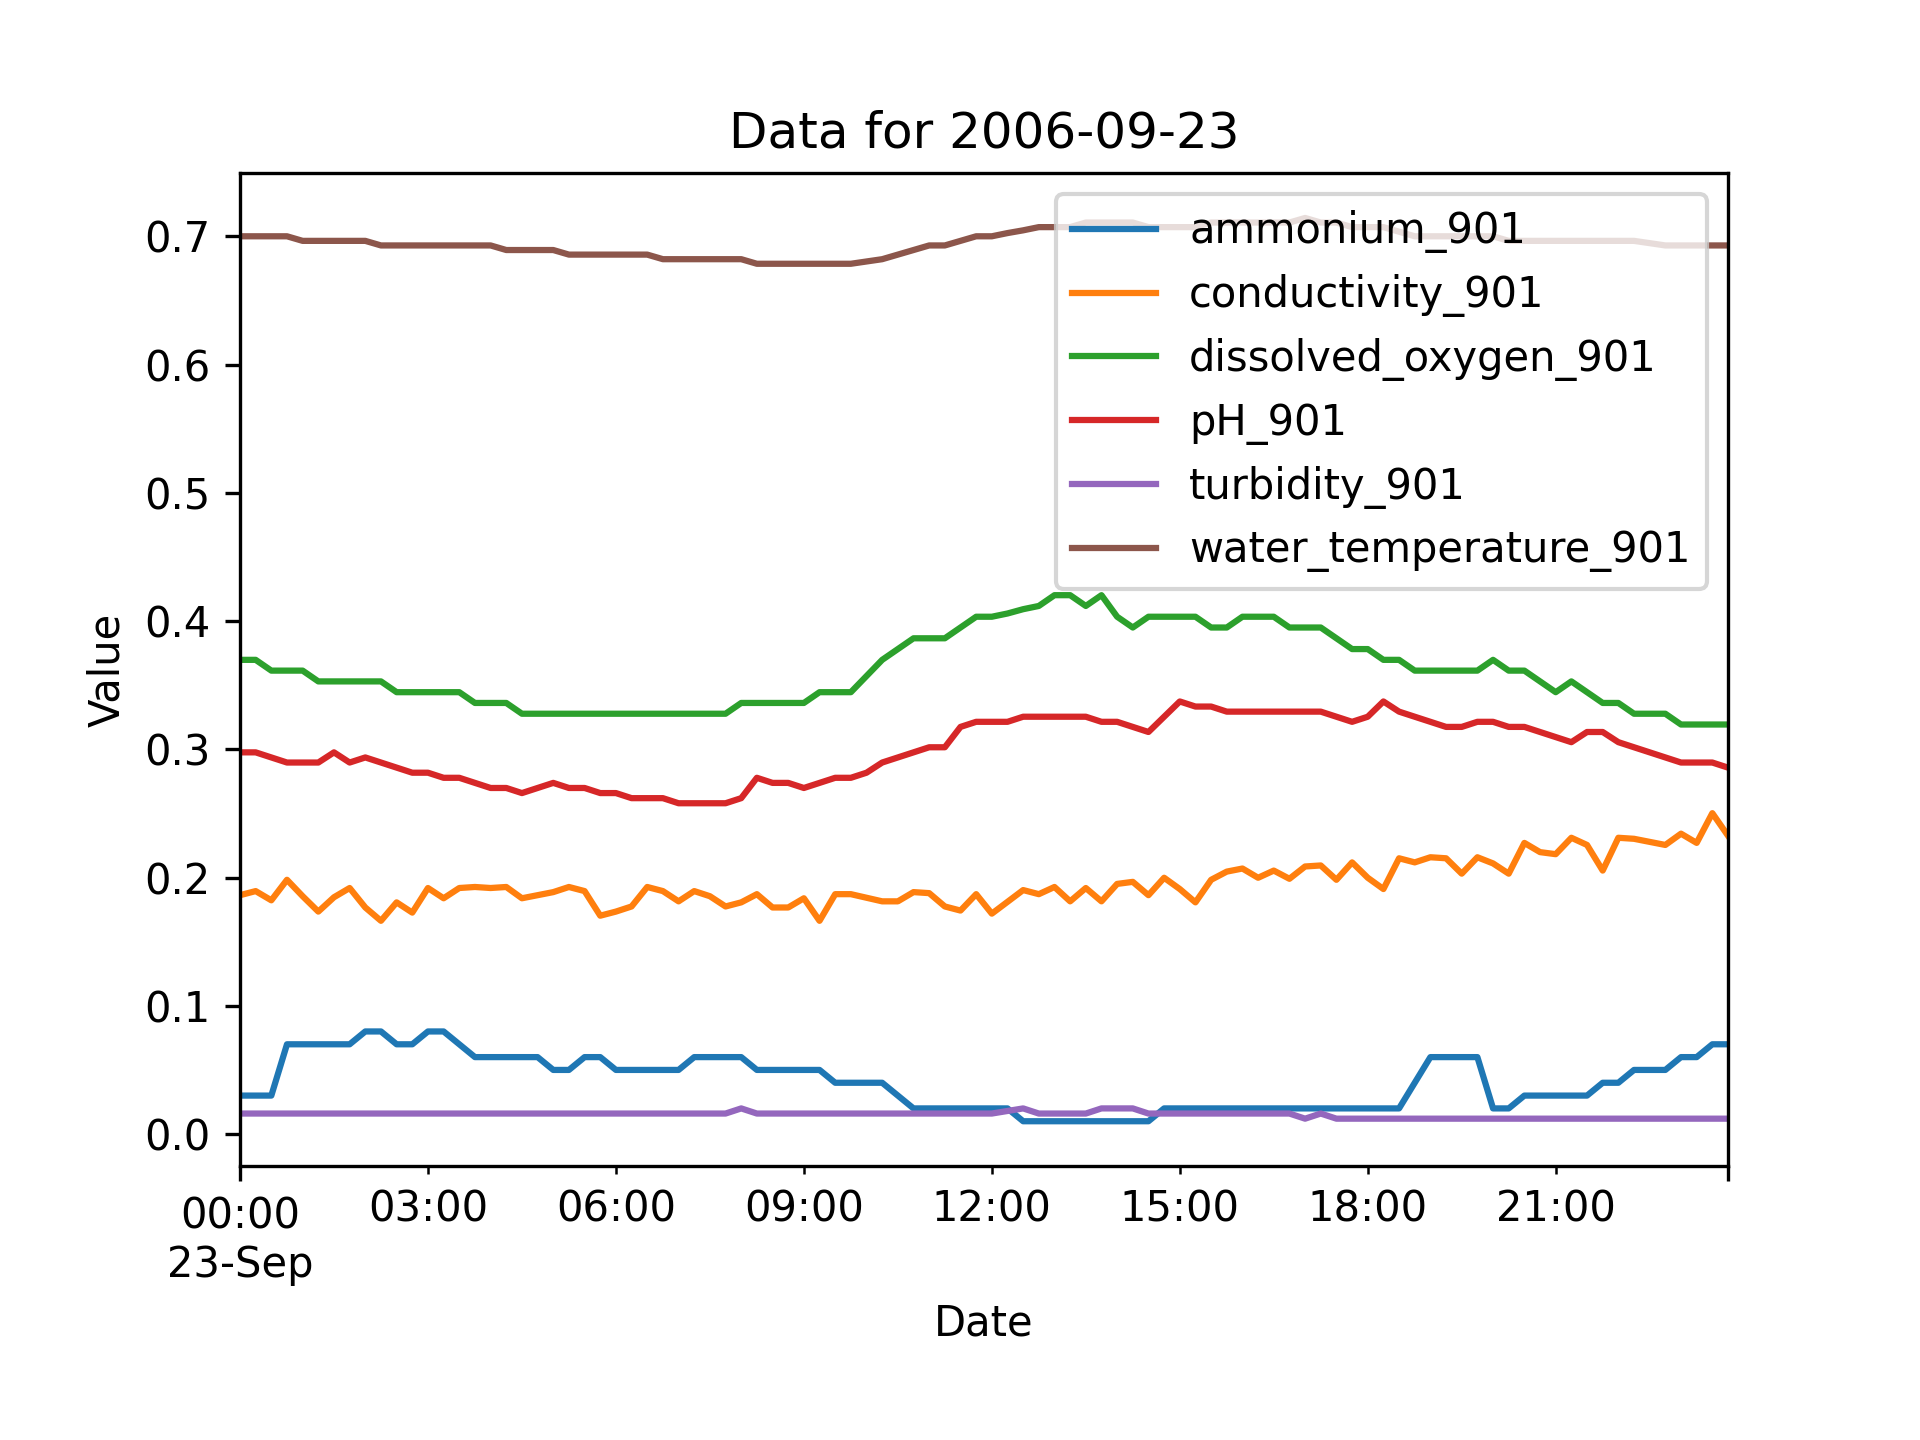 Data for 2006-09-23
ammonium_901
conductivity_901
dissolved_oxygen_901
pH_901
turbidity_901
water_temperature_901
Value
0.7
0.6
0.5
0.4
0.3
0.2
0.1
0.0
00:00 03:00 06:00 09:00 12:00 15:00 18:00 21:00
23-Sep
Date